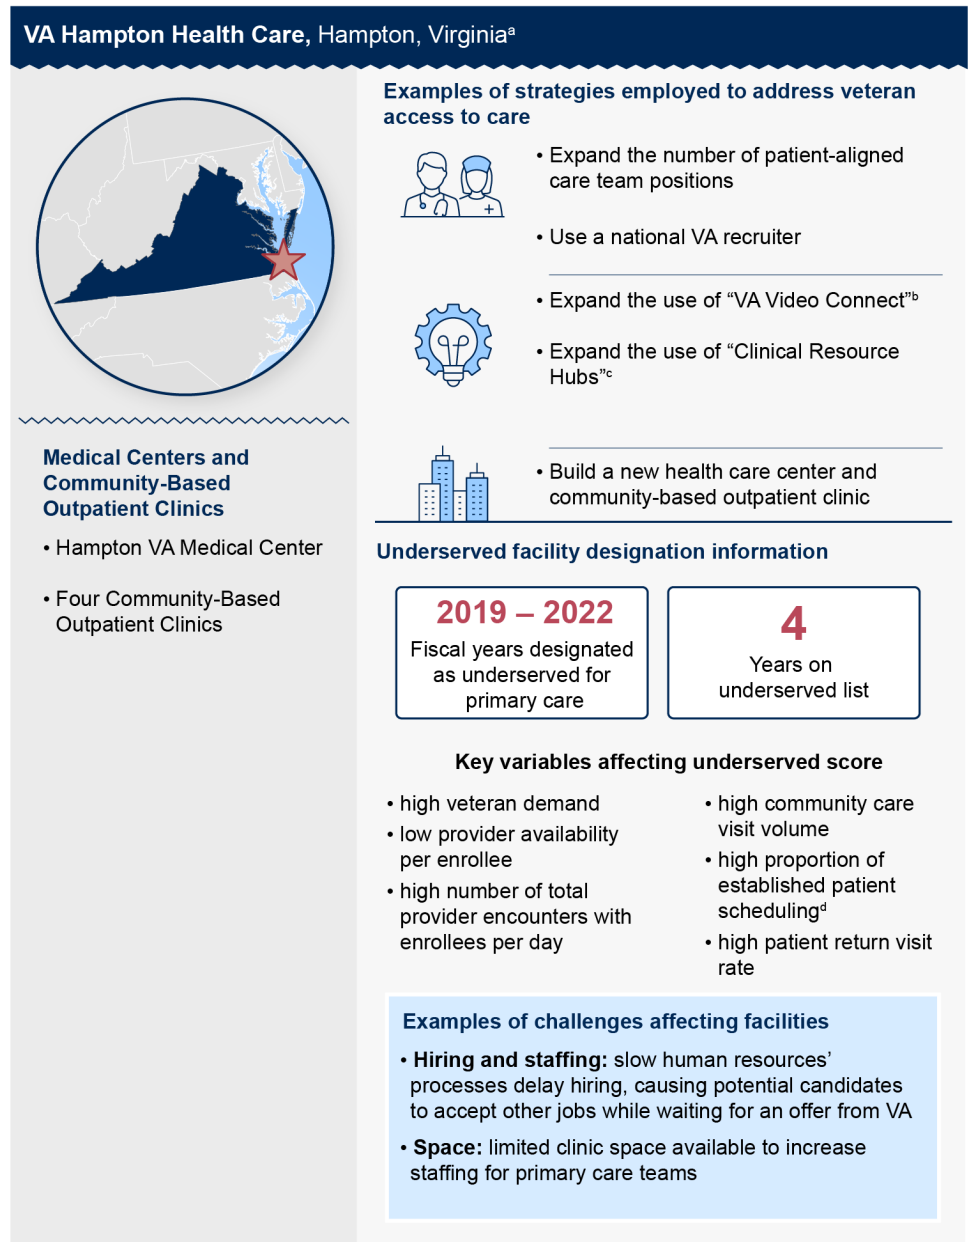 VA Hampton Health Care, Hampton, Virginiaᵃ
Medical Centers and
Community-Based
Outpatient Clinics
• Hampton VA Medical Center
• Four Community-Based
Outpatient Clinics
Examples of strategies employed to address veteran
access to care
• Expand the number of patient-aligned
care team positions
• Use a national VA recruiter
• Expand the use of “VA Video Connect”ᵇ
• Expand the use of “Clinical Resource
Hubs”ᶜ
• Build a new health care center and
community-based outpatient clinic
Underserved facility designation information
2019 – 2022
Fiscal years designated
as underserved for
primary care
4
Years on
underserved list
Key variables affecting underserved score
• high veteran demand
• low provider availability
per enrollee
• high number of total
provider encounters with
enrollees per day
• high community care
visit volume
• high proportion of
established patient
schedulingᵈ
• high patient return visit
rate
Examples of challenges affecting facilities
• Hiring and staffing: slow human resources’
processes delay hiring, causing potential candidates
to accept other jobs while waiting for an offer from VA
• Space: limited clinic space available to increase
staffing for primary care teams